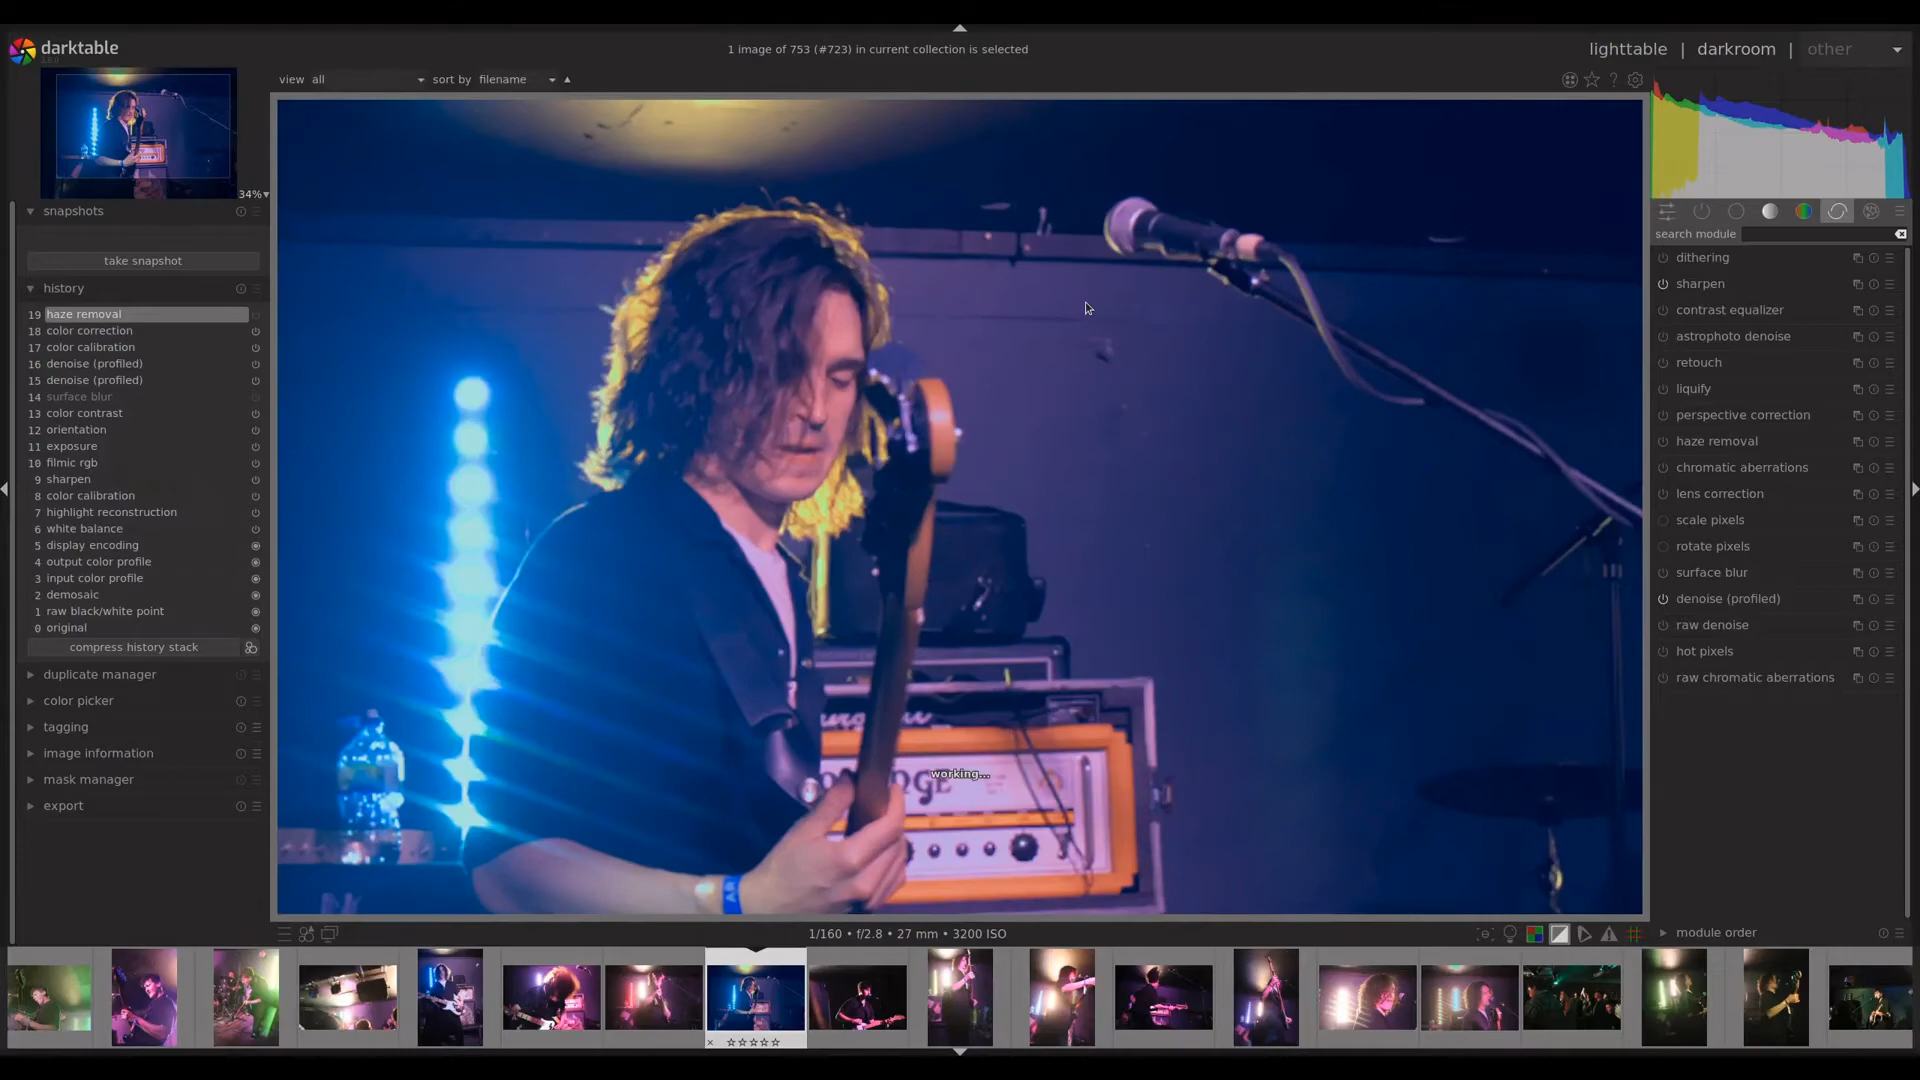 darktable
1 image of 753 (#723) in current collection is selected
lighttable | darkroom | other
view all sort by filename
34%
snapshots
take snapshot
history
19 haze removal
18 color correction
17 color calibration
16 denoise (profiled)
15 denoise (profiled)
14 surface blur
13 color contrast
12 orientation
11 exposure
10 filmic rgb
9 sharpen
8 color calibration
7 highlight reconstruction
6 white balance
5 display encoding
4 output color profile
3 input color profile
2 demosaic
1 raw black/white point
0 original
compress history stack
duplicate manager
color picker
tagging
image information
mask manager
export
working...
1/160 • f/2.8 • 27 mm • 3200 ISO
search module
dithering
sharpen
contrast equalizer
astrophoto denoise
retouch
liquify
perspective correction
haze removal
chromatic aberrations
lens correction
scale pixels
rotate pixels
surface blur
denoise (profiled)
raw denoise
hot pixels
raw chromatic aberrations
module order